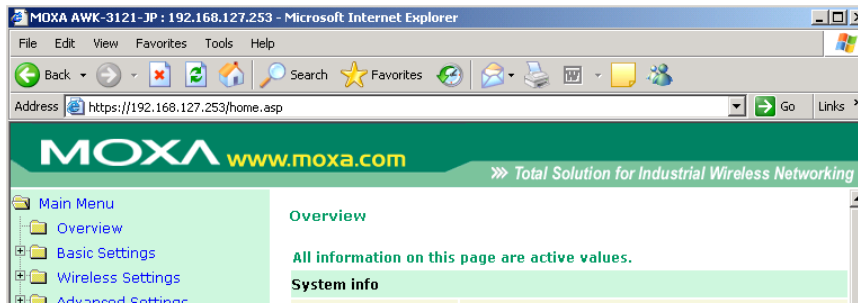 MOXA AWK-3121-JP : 192.168.127.253 - Microsoft Internet Explorer
File Edit View Favorites Tools Help
Back Search Favorites
Address https://192.168.127.253/home.asp Go Links
MOXA www.moxa.com
Total Solution for Industrial Wireless Networking
Main Menu
Overview
Basic Settings
Wireless Settings
Advanced Settings
Overview
All information on this page are active values.
System info